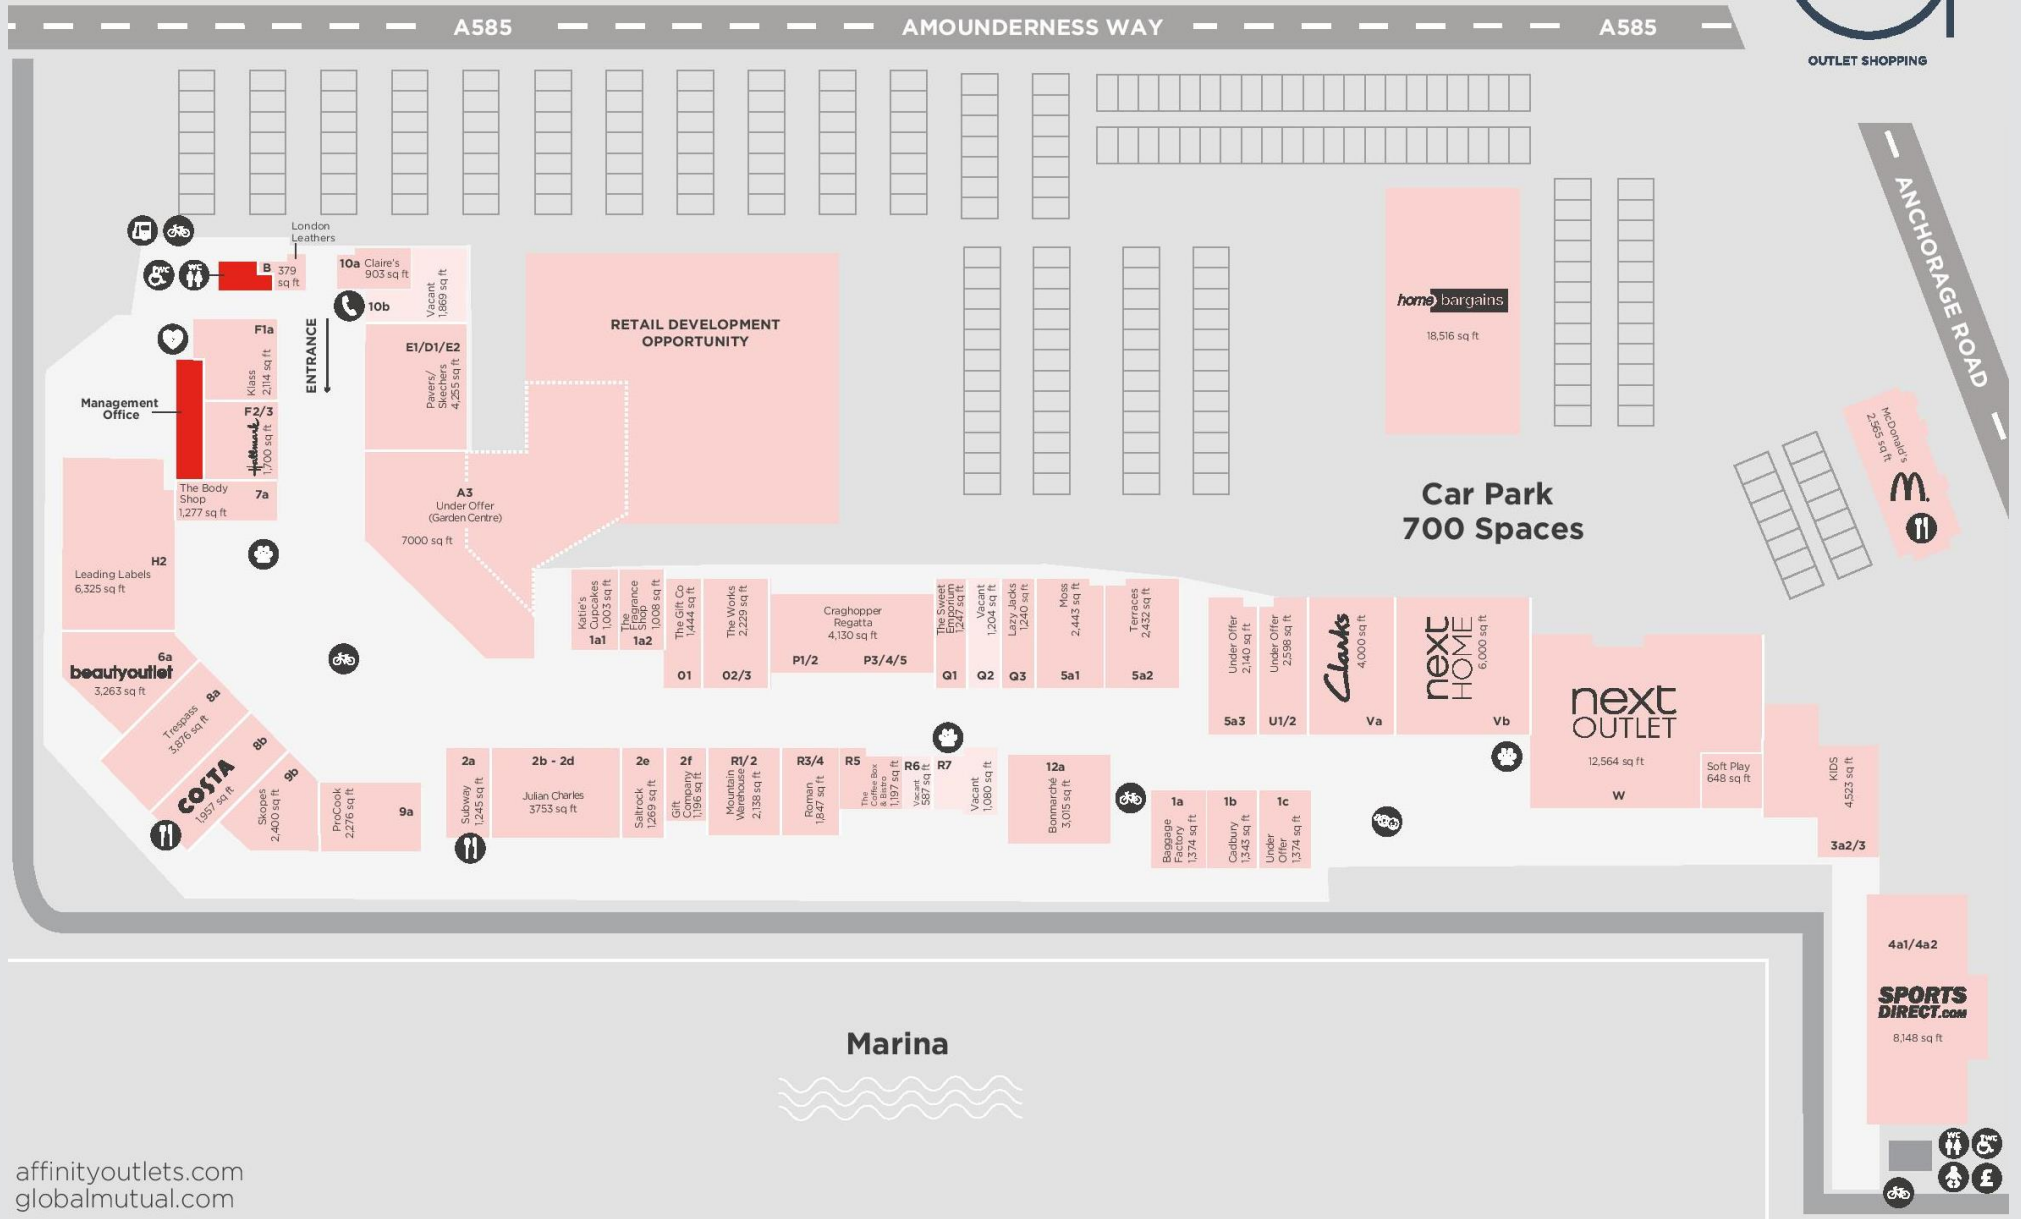 A585
AMOUNDERNESS WAY
A585
OUTLET SHOPPING
ANCHORAGE ROAD
London
Leathers
B
379
sq ft
WC
WC
10a
Claire's
903 sq ft
10b
Vacant
1,869 sq ft
ENTRANCE
F1a
Klass
2,114 sq ft
Management
Office
F2/3
Hallmark
1,700 sq ft
The Body
Shop
1,277 sq ft
7a
E1/D1/E2
Pavers/
Skechers
4,255 sq ft
A3
Under Offer
(Garden Centre)
7000 sq ft
RETAIL DEVELOPMENT
OPPORTUNITY
home bargains
18,516 sq ft
McDonald's
2,565 sq ft
M.
Car Park
700 Spaces
H2
Leading Labels
6,325 sq ft
6a
beautyoutlet
3,263 sq ft
8a
Trespass
3,876 sq ft
8b
COSTA
1,957 sq ft
9b
Skopes
2,400 sq ft
ProCook
2,276 sq ft
9a
Katie's
Cupcakes
1,003 sq ft
1a1
The
Fragrance
Shop
1,008 sq ft
1a2
The Gift Co
1,444 sq ft
O1
The Works
2,229 sq ft
O2/3
Craghopper
Regatta
4,130 sq ft
P1/2
P3/4/5
The Sweet
Emporium
1,247 sq ft
Q1
Vacant
1,204 sq ft
Q2
Lazy Jacks
1,240 sq ft
Q3
Moss
2,443 sq ft
5a1
Terraces
2,432 sq ft
5a2
Under Offer
2,140 sq ft
5a3
Under Offer
2,598 sq ft
U1/2
Clarks
4,000 sq ft
Va
next
HOME
6,000 sq ft
Vb
next
OUTLET
12,564 sq ft
W
Soft Play
648 sq ft
KIDS
4,523 sq ft
3a2/3
2a
Subway
1,245 sq ft
2b - 2d
Julian Charles
3753 sq ft
2e
Saltrock
1,269 sq ft
2f
Gift
Company
1,196 sq ft
R1/2
Mountain
Warehouse
2,138 sq ft
R3/4
Roman
1,847 sq ft
R5
The
Coffee Box
& Bistro
1,197 sq ft
R6
Vacant
587 sq ft
R7
Vacant
1,080 sq ft
12a
Bonmarché
3,015 sq ft
1a
Baggage
Factory
1,374 sq ft
1b
Cadbury
1,343 sq ft
1c
Under
Offer
1,374 sq ft
4a1/4a2
SPORTS
DIRECT.COM
8,148 sq ft
Marina
WC
WC
£
affinityoutlets.com
globalmutual.com